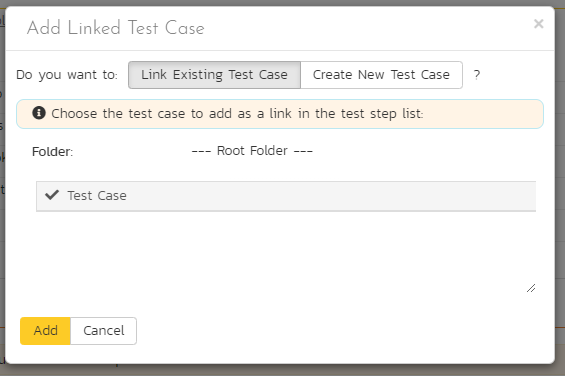 Add Linked Test Case ×
Do you want to: Link Existing Test Case Create New Test Case ?
Choose the test case to add as a link in the test step list:
Folder: --- Root Folder ---
Test Case
Add Cancel